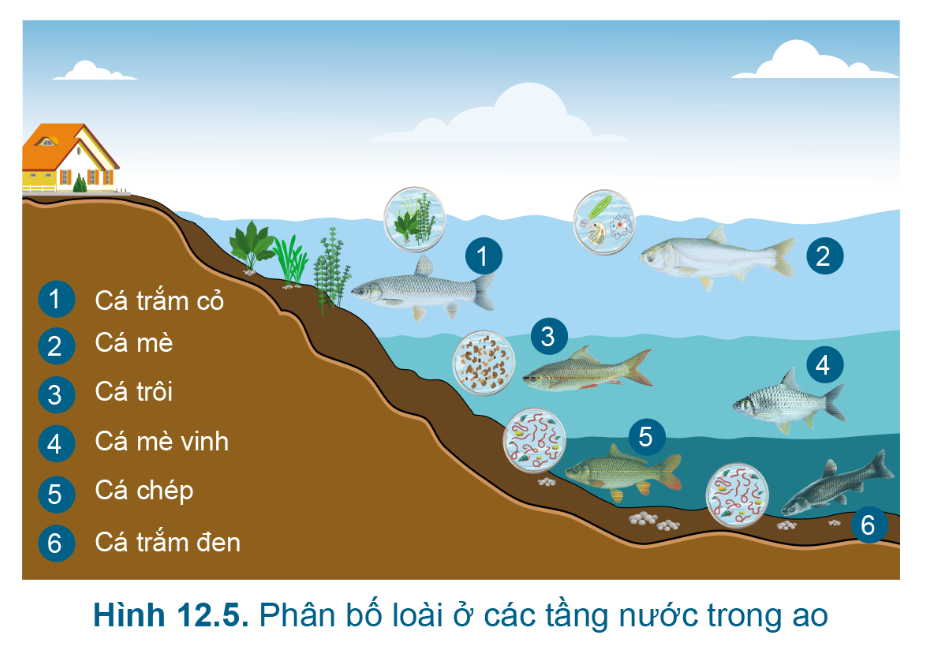 1 Cá trắm cỏ
2 Cá mè
3 Cá trôi
4 Cá mè vinh
5 Cá chép
6 Cá trắm đen
1
2
3
4
5
6
Hình 12.5. Phân bố loài ở các tầng nước trong ao